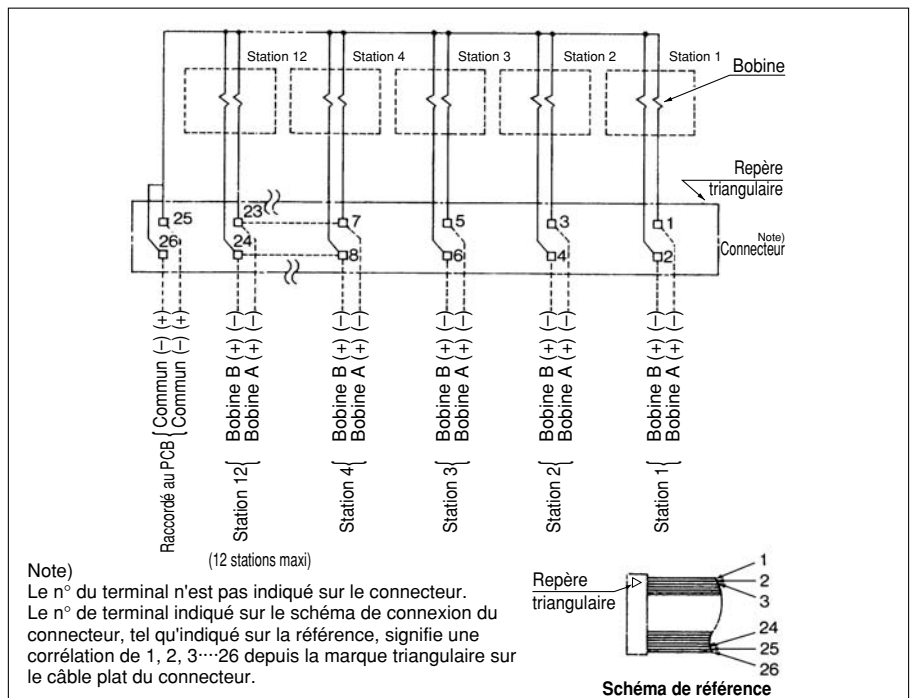 Station 12
Station 4
Station 3
Station 2
Station 1
Bobine
Repère
triangulaire
Note)
Connecteur
25
26
23
24
7
8
5
6
3
4
1
2
Raccordé au PCB { Commun (–) (+)
Commun (–) (+)
Station 12 { Bobine B (+) (–)
Bobine A (+) (–)
Station 4 { Bobine B (+) (–)
Bobine A (+) (–)
Station 3 { Bobine B (+) (–)
Bobine A (+) (–)
Station 2 { Bobine B (+) (–)
Bobine A (+) (–)
Station 1 { Bobine B (+) (–)
Bobine A (+) (–)
(12 stations maxi)
Note)
Le n° du terminal n'est pas indiqué sur le connecteur.
Le n° de terminal indiqué sur le schéma de connexion du
connecteur, tel qu'indiqué sur la référence, signifie une
corrélation de 1, 2, 3····26 depuis la marque triangulaire sur
le câble plat du connecteur.
Repère
triangulaire
1
2
3
24
25
26
Schéma de référence